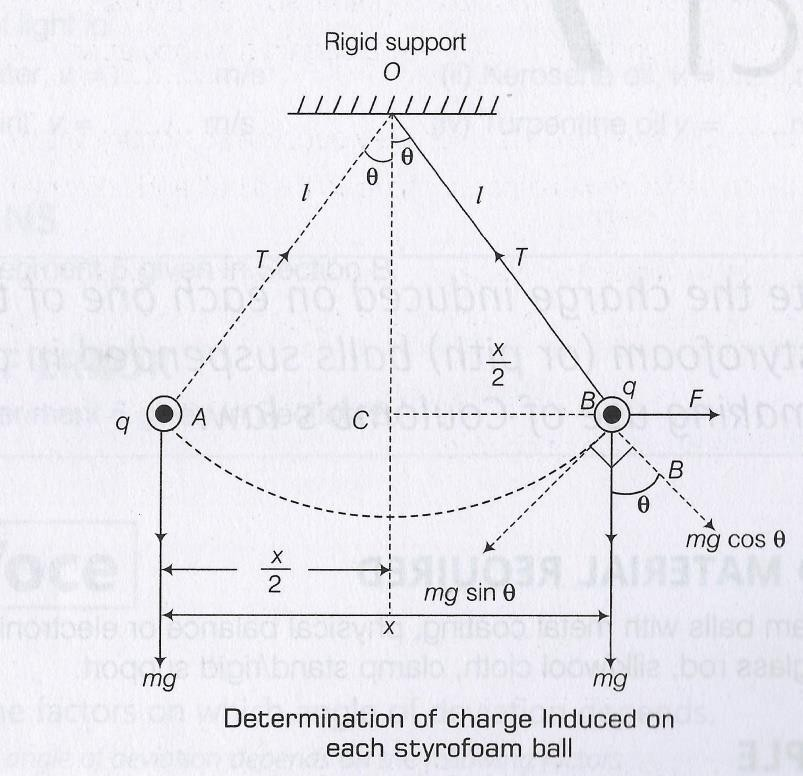 Rigid support
O
θ θ
l l
T T
x/2
q A C B q F
B
θ
mg cos θ
x/2
mg sin θ
x
mg mg
Determination of charge Induced on
each styrofoam ball